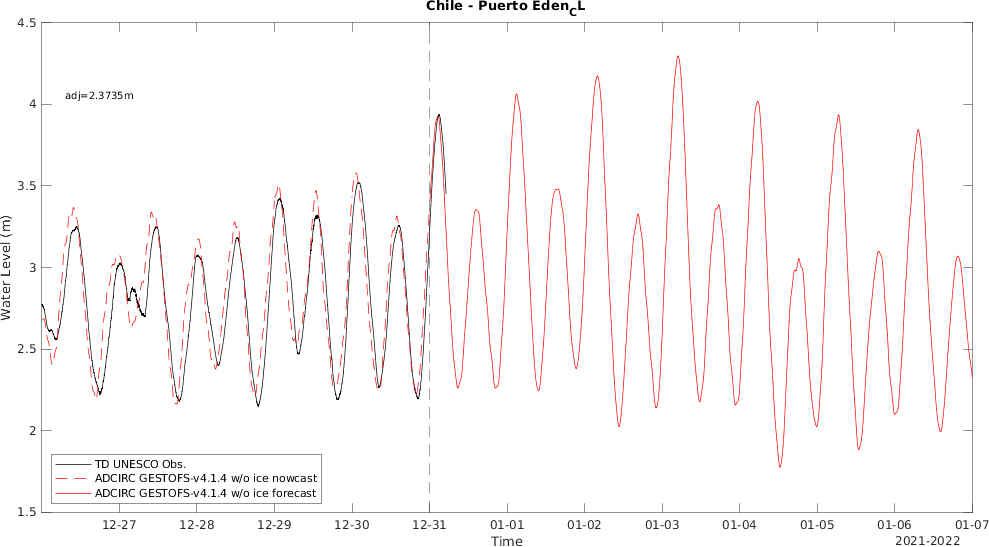 Chile - Puerto Eden_CL
4.5
adj=2.3735m
4
3.5
3
2.5
2
1.5
Water Level (m)
TD UNESCO Obs.
ADCIRC GESTOFS-v4.1.4 w/o ice nowcast
ADCIRC GESTOFS-v4.1.4 w/o ice forecast
12-27 12-28 12-29 12-30 12-31 01-01 01-02 01-03 01-04 01-05 01-06 01-07
Time
2021-2022